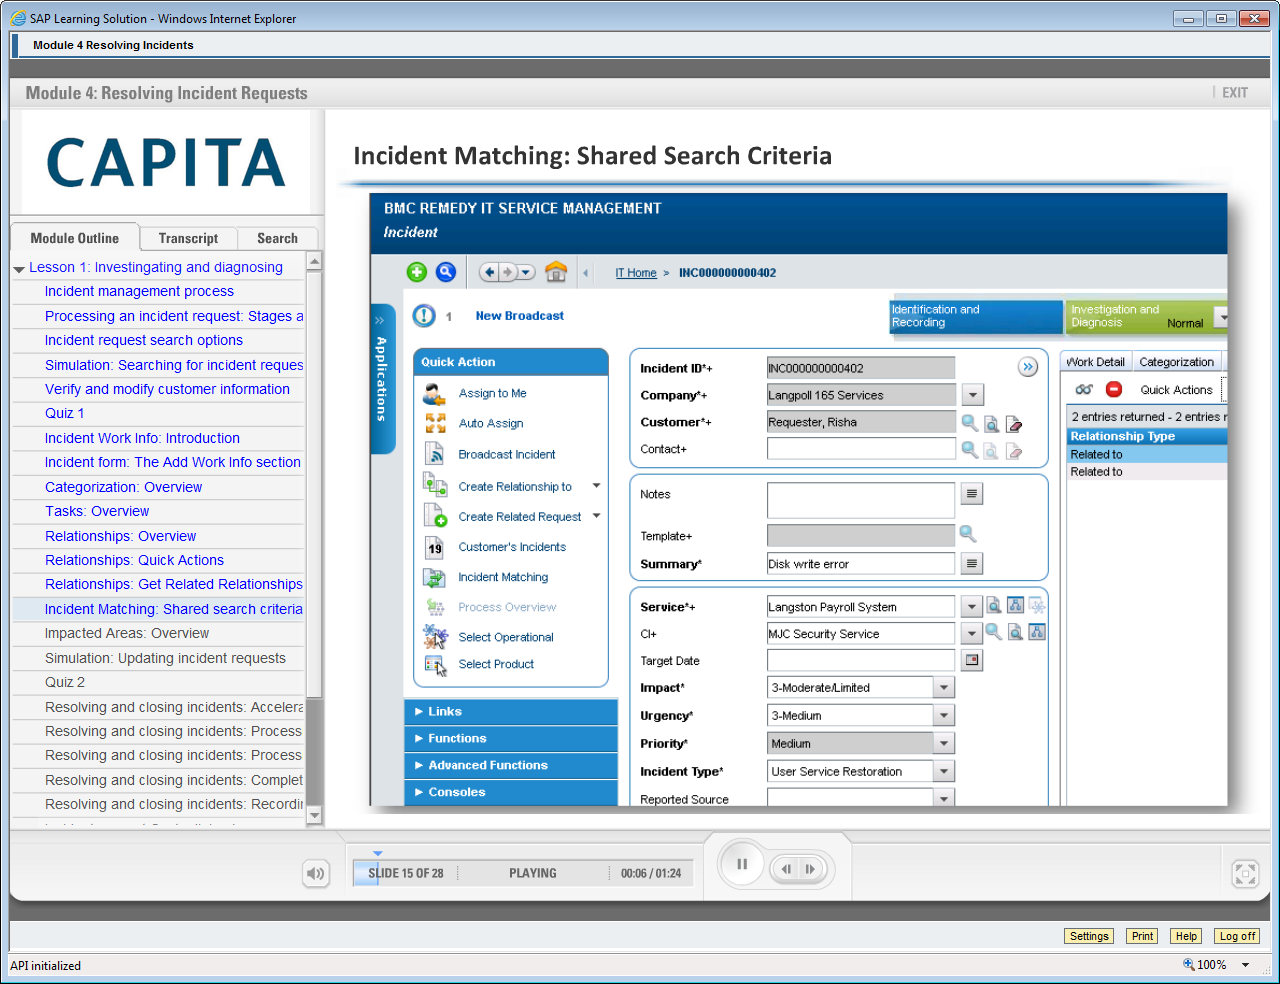 SAP Learning Solution - Windows Internet Explorer
Module 4 Resolving Incidents
Module 4: Resolving Incident Requests
EXIT
CAPITA
Module Outline
Transcript
Search
Lesson 1: Investingating and diagnosing
Incident management process
Processing an incident request: Stages a
Incident request search options
Simulation: Searching for incident reques
Verify and modify customer information
Quiz 1
Incident Work Info: Introduction
Incident form: The Add Work Info section
Categorization: Overview
Tasks: Overview
Relationships: Overview
Relationships: Quick Actions
Relationships: Get Related Relationships
Incident Matching: Shared search criteria
Impacted Areas: Overview
Simulation: Updating incident requests
Quiz 2
Resolving and closing incidents: Accelera
Resolving and closing incidents: Process
Resolving and closing incidents: Process
Resolving and closing incidents: Complet
Resolving and closing incidents: Recordin
Incident Matching: Shared Search Criteria
BMC REMEDY IT SERVICE MANAGEMENT
Incident
IT Home » INC000000000402
» Applications
1 New Broadcast
Identification and Recording
Investigation and Diagnosis Normal
Quick Action
Assign to Me
Auto Assign
Broadcast Incident
Create Relationship to
Create Related Request
19 Customer's Incidents
Incident Matching
Process Overview
Select Operational
Select Product
Links
Functions
Advanced Functions
Consoles
Incident ID*+ INC000000000402
Company*+ Langpoll 165 Services
Customer*+ Requester, Risha
Contact+
Notes
Template+
Summary* Disk write error
Service*+ Langston Payroll System
CI+ MJC Security Service
Target Date
Impact* 3-Moderate/Limited
Urgency* 3-Medium
Priority* Medium
Incident Type* User Service Restoration
Reported Source
Work Detail
Categorization
Quick Actions
2 entries returned - 2 entries r
Relationship Type
Related to
Related to
SLIDE 15 OF 28
PLAYING
00:06 / 01:24
Settings
Print
Help
Log off
API initialized
100%